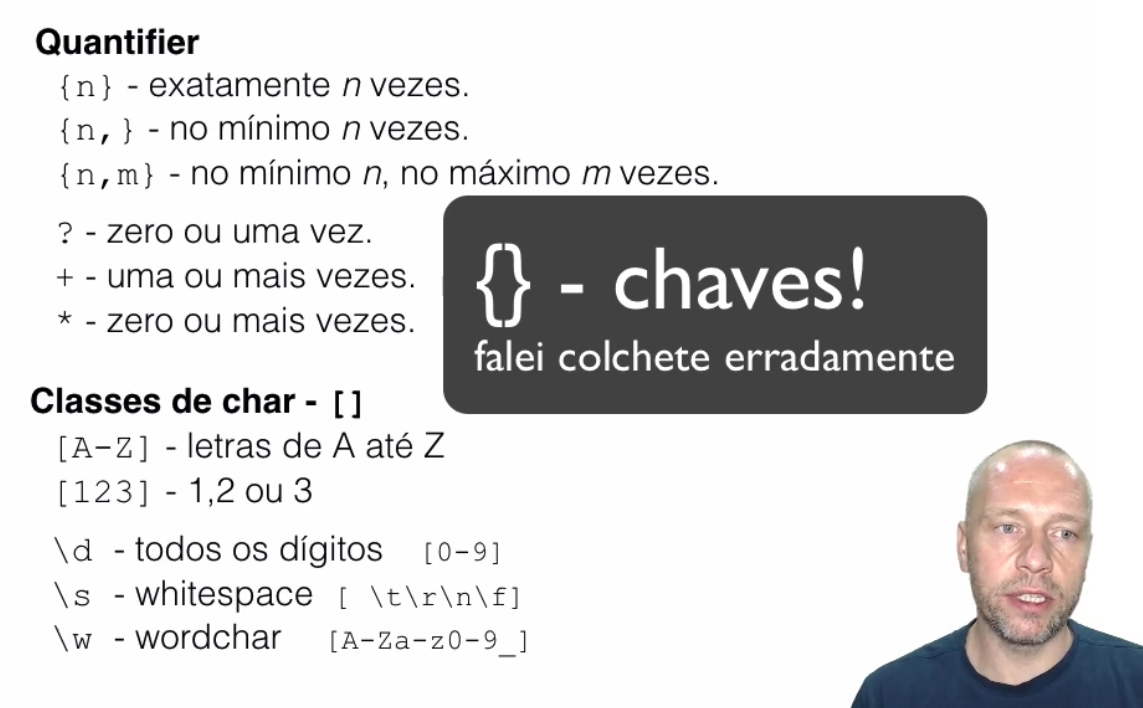 Quantifier
{n} - exatamente n vezes.
{n,} - no mínimo n vezes.
{n,m} - no mínimo n, no máximo m vezes.
? - zero ou uma vez.
+ - uma ou mais vezes.
* - zero ou mais vezes.
{} - chaves!
falei colchete erradamente
Classes de char - []
[A-Z] - letras de A até Z
[123] - 1,2 ou 3
\d - todos os dígitos [0-9]
\s - whitespace [ \t\r\n\f]
\w - wordchar [A-Za-z0-9_]